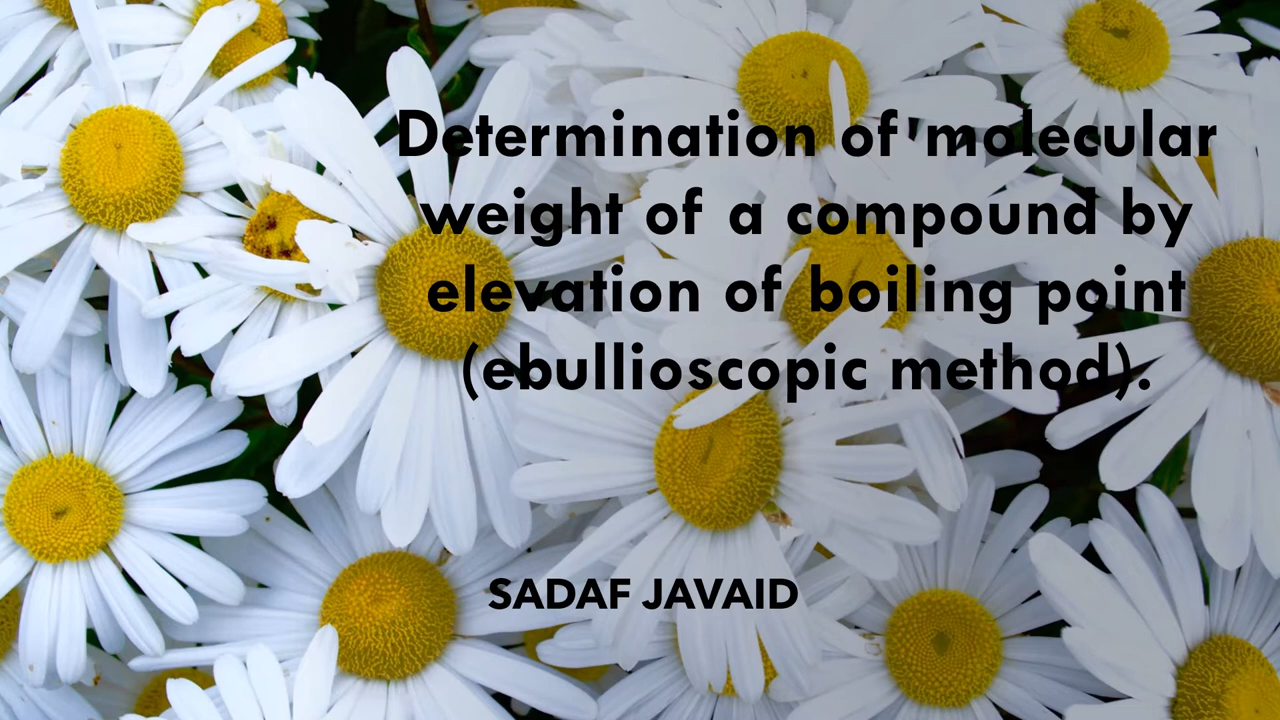 Determination of molecular
weight of a compound by
elevation of boiling point
(ebullioscopic method).
SADAF JAVAID